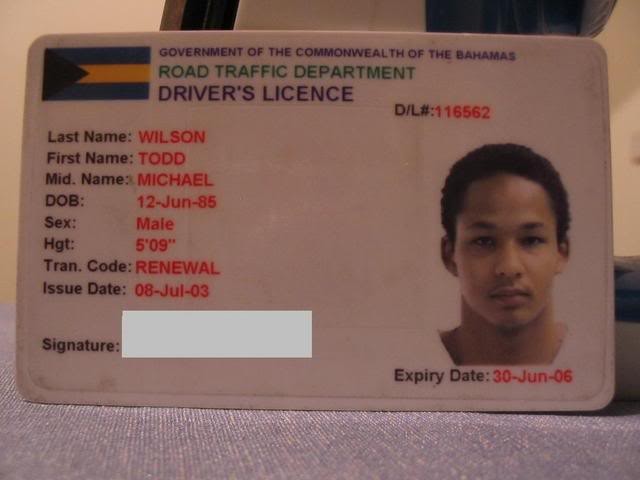 GOVERNMENT OF THE COMMONWEALTH OF THE BAHAMAS
ROAD TRAFFIC DEPARTMENT
DRIVER'S LICENCE
D/L#:116562
Last Name: WILSON
First Name: TODD
Mid. Name: MICHAEL
DOB: 12-Jun-85
Sex: Male
Hgt: 5'09"
Tran. Code: RENEWAL
Issue Date: 08-Jul-03
Signature:
Expiry Date: 30-Jun-06